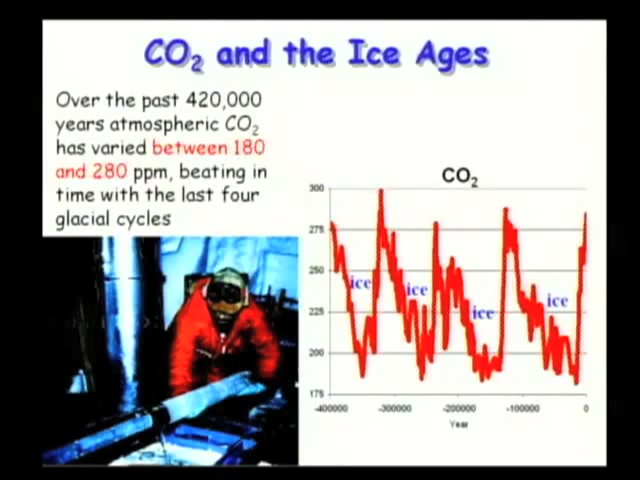 CO2 and the Ice Ages
Over the past 420,000
years atmospheric CO2
has varied between 180
and 280 ppm, beating in
time with the last four
glacial cycles
CO2
300
275
250
225
200
175
ice
ice
ice
ice
-400000
-300000
-200000
-100000
0
Year